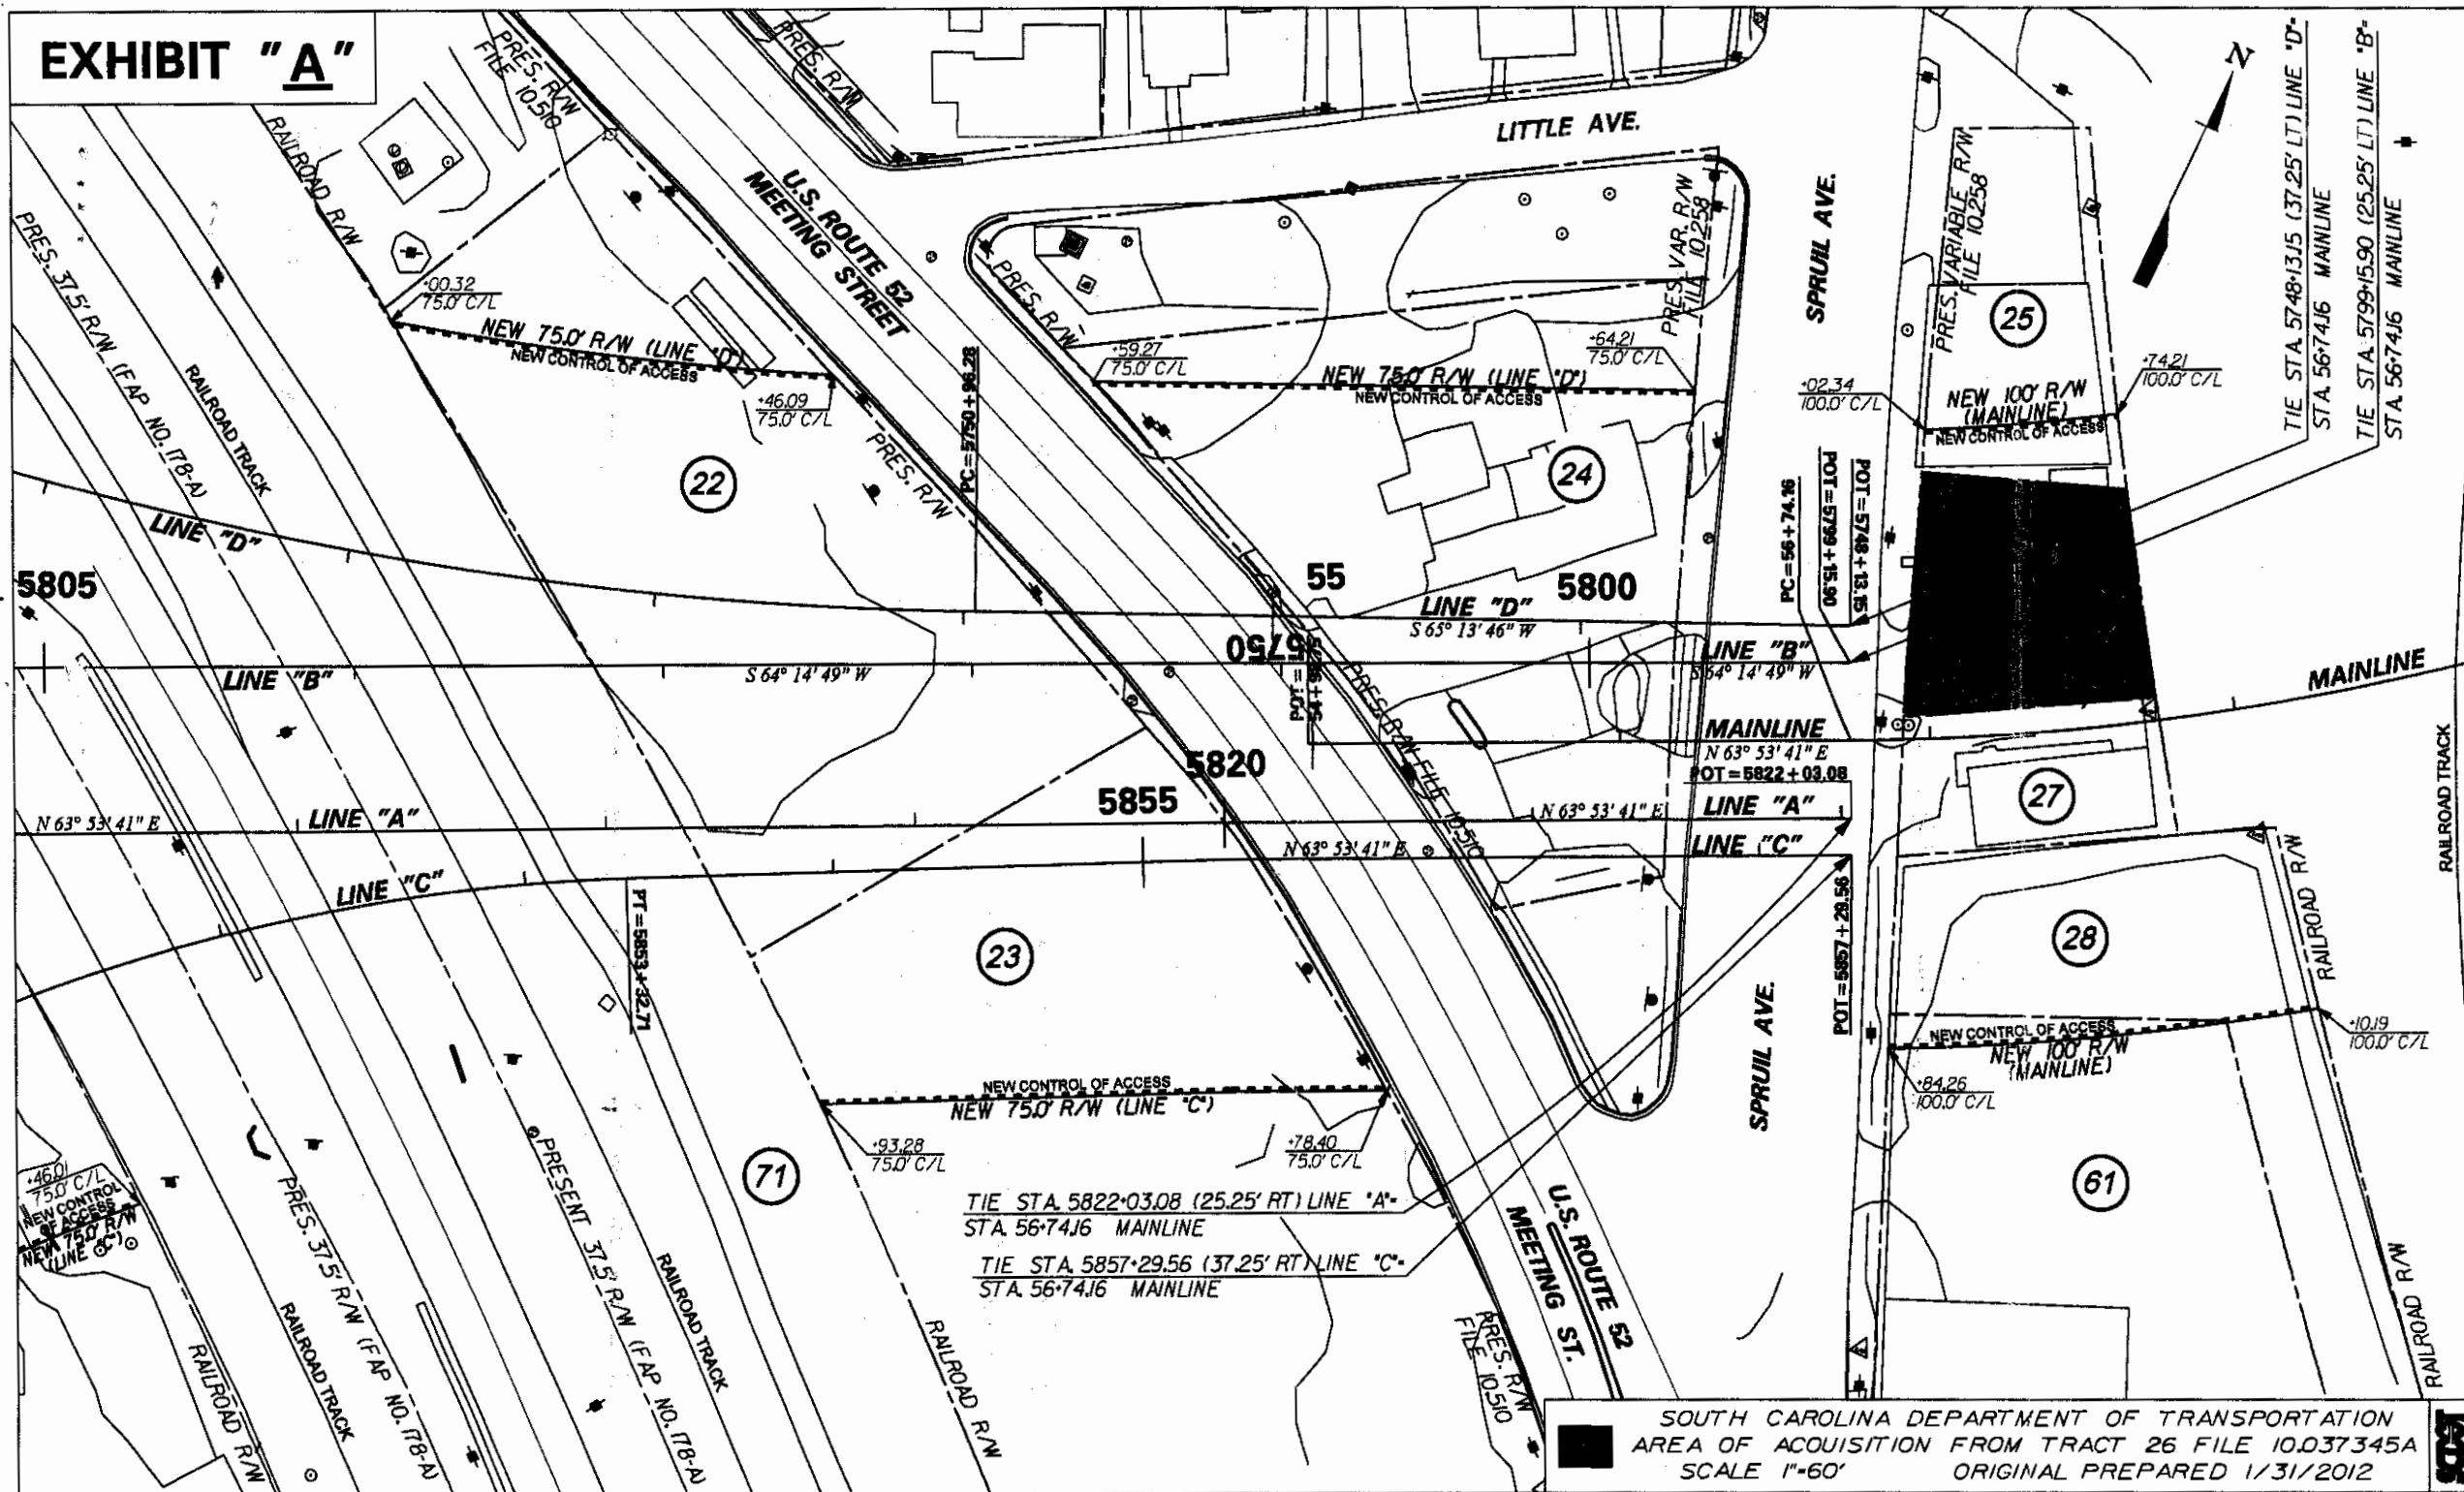 EXHIBIT "A"
PRES. R/W
FILE 10.510
PRES. R/W
RAILROAD R/W
PRES. 37.5' R/W (FAP NO. 178-A)
RAILROAD TRACK
U.S. ROUTE 52
MEETING STREET
LITTLE AVE.
SPRUIL AVE.
N
TIE STA. 5748+13.15 (37.25' LT) LINE "D"=
STA. 56+74.16 MAINLINE
TIE STA. 5799+15.90 (25.25' LT) LINE "B"=
STA. 56+74.16 MAINLINE
PRES. VAR. R/W
FILE 10.258
PRES. VARIABLE R/W
FILE 10.258
25
+00.32
75.0' C/L
NEW 75.0' R/W (LINE "D")
NEW CONTROL OF ACCESS
+46.09
75.0' C/L
PRES. R/W
PRES. R/W
PC=5750+96.28
+59.27
75.0' C/L
NEW 75.0' R/W (LINE "D")
NEW CONTROL OF ACCESS
+64.21
75.0' C/L
+02.34
100.0' C/L
NEW 100' R/W
(MAINLINE)
NEW CONTROL OF ACCESS
+74.21
100.0' C/L
22
24
PC=56+74.16
POT=5799+15.90
POT=5748+13.15
LINE "D"
5805
55
5800
LINE "D"
S 65° 13' 46" W
5750
LINE "B"
S 64° 14' 49" W
LINE "B"
S 64° 14' 49" W
POT=
PRES. R/W FILE 10.510
MAINLINE
MAINLINE
N 63° 53' 41" E
POT=5822+03.08
5820
5855
27
RAILROAD TRACK
N 63° 53' 41" E
LINE "A"
N 63° 53' 41" E
LINE "A"
N 63° 53' 41" E
LINE "C"
LINE "C"
PT=5853+32.71
POT=5857+29.56
23
28
RAILROAD R/W
SPRUIL AVE.
NEW CONTROL OF ACCESS
NEW 100' R/W
(MAINLINE)
+10.19
100.0' C/L
+84.26
100.0' C/L
NEW CONTROL OF ACCESS
NEW 75.0' R/W (LINE "C")
+93.28
75.0' C/L
+78.40
75.0' C/L
71
61
+46.01
75.0' C/L
NEW CONTROL
OF ACCESS
NEW 75.0' R/W
(LINE "C")
PRES. 37.5' R/W (FAP NO. 178-A)
PRESENT 37.5' R/W (FAP NO. 178-A)
RAILROAD TRACK
RAILROAD TRACK
RAILROAD R/W
RAILROAD R/W
TIE STA. 5822+03.08 (25.25' RT) LINE "A"=
STA. 56+74.16 MAINLINE
TIE STA. 5857+29.56 (37.25' RT) LINE "C"=
STA. 56+74.16 MAINLINE
U.S. ROUTE 52
MEETING ST.
PRES. R/W
FILE 10.510
RAILROAD R/W
SOUTH CAROLINA DEPARTMENT OF TRANSPORTATION
AREA OF ACQUISITION FROM TRACT 26 FILE 10.037345A
SCALE 1"=60' ORIGINAL PREPARED 1/31/2012